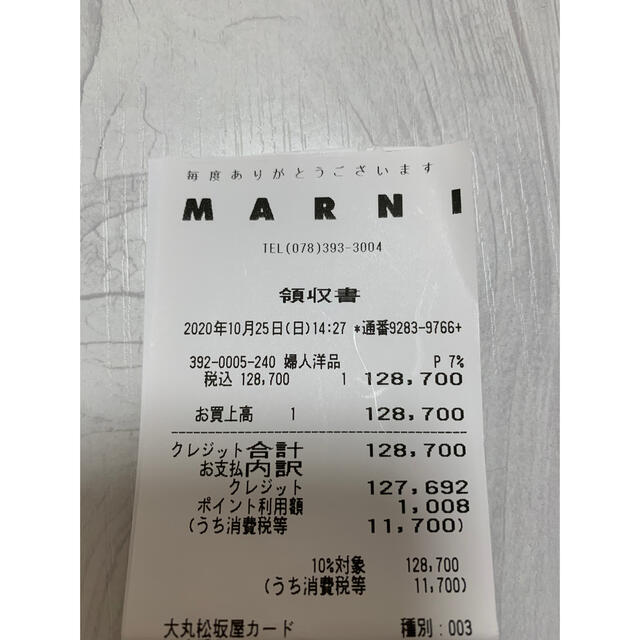 毎度ありがとうございます
MARNI
TEL(078)393-3004
領収書
2020年10月25日(日)14:27 *通番9283-9766+
392-0005-240 婦人洋品 P 7%
税込 128,700 1 128,700
お買上高 1 128,700
クレジット合計 128,700
お支払内訳
クレジット 127,692
ポイント利用額 1,008
(うち消費税等 11,700)
10%対象 128,700
(うち消費税等 11,700)
大丸松坂屋カード 種別:003